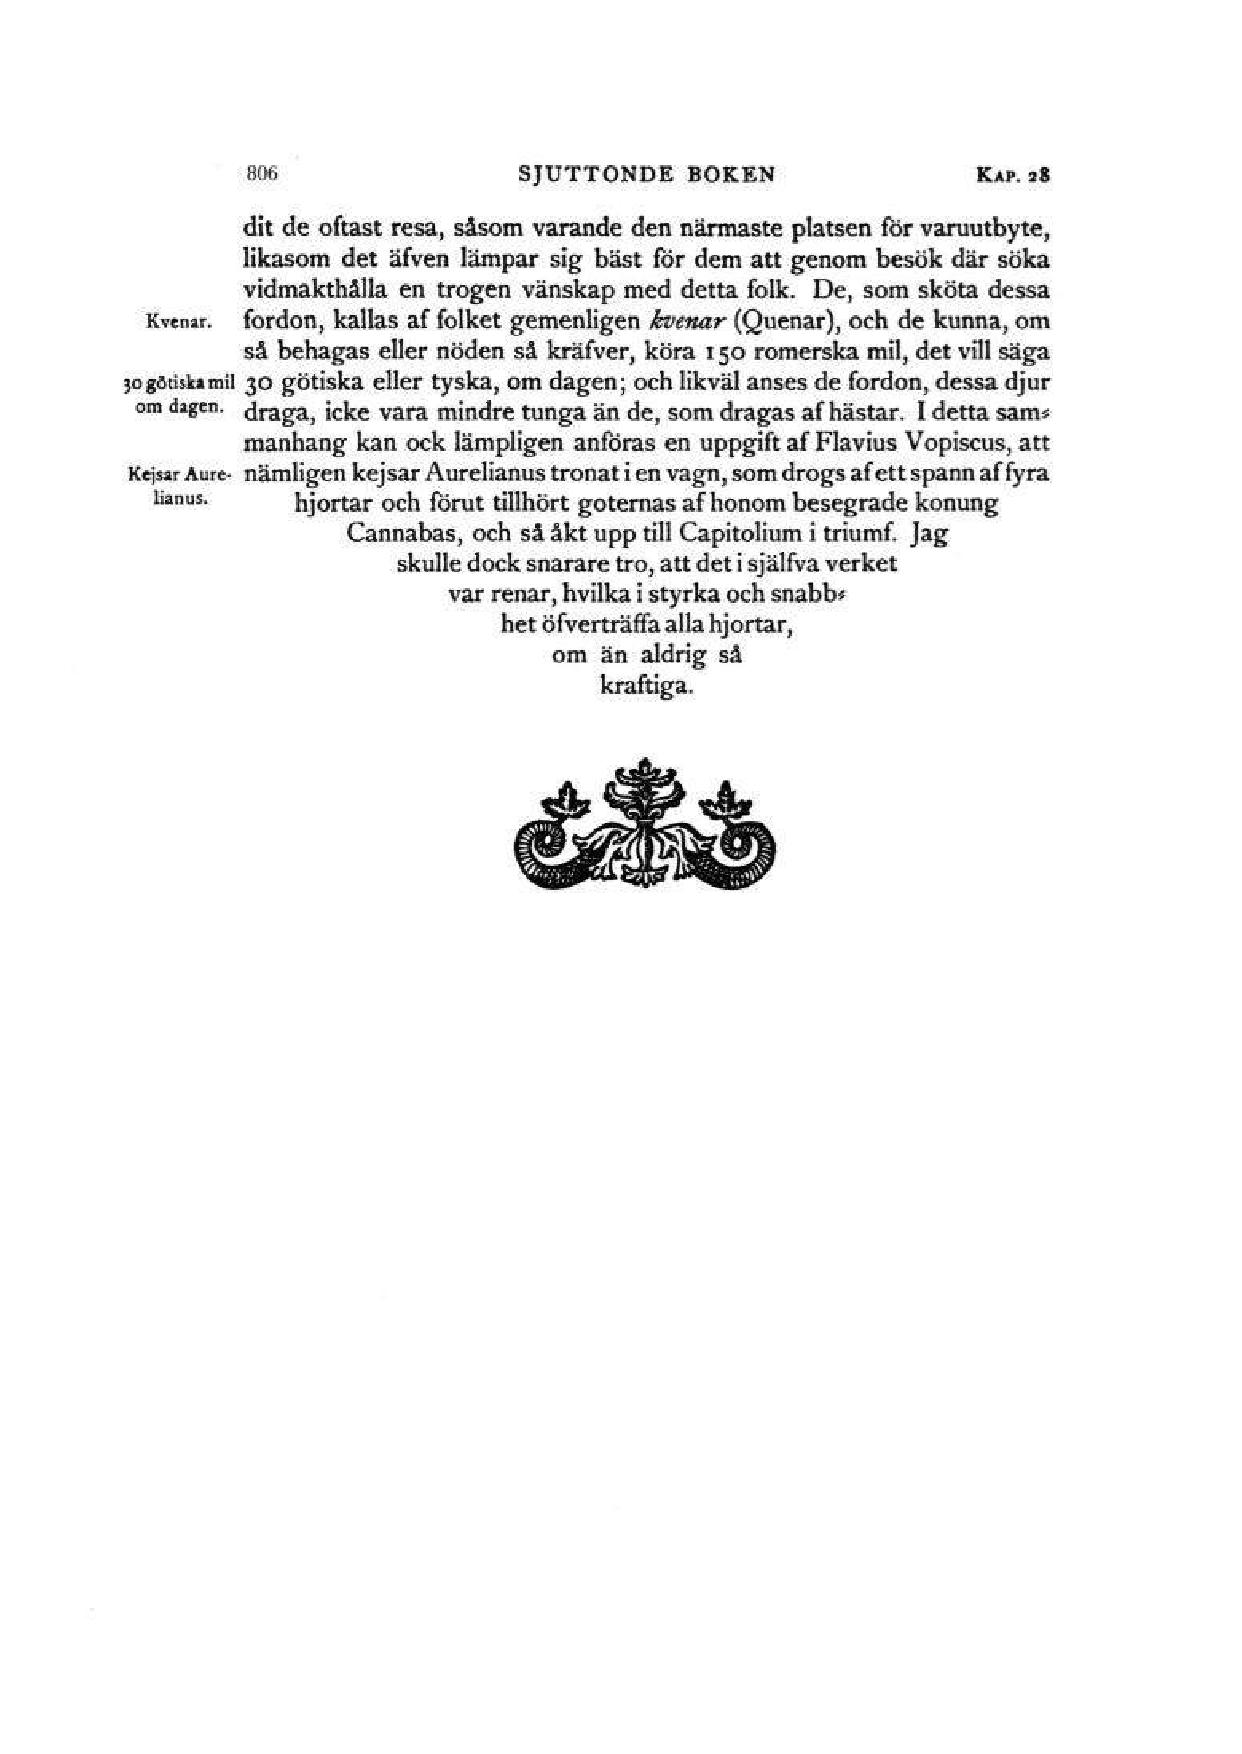 806 SJUTTONDE BOKEN KAP. 28
dit de oftast resa, såsom varande den närmaste platsen för varuutbyte,
likasom det äfven lämpar sig bäst för dem att genom besök där söka
vidmakthålla en trogen vänskap med detta folk. De, som sköta dessa
Kvenar. fordon, kallas af folket gemenligen kvenar (Quenar), och de kunna, om
så behagas eller nöden så kräfver, köra 150 romerska mil, det vill säga
30 götiska mil 30 götiska eller tyska, om dagen; och likväl anses de fordon, dessa djur
om dagen. draga, icke vara mindre tunga än de, som dragas af hästar. I detta sam-
manhang kan ock lämpligen anföras en uppgift af Flavius Vopiscus, att
Kejsar Aure- nämligen kejsar Aurelianus tronat i en vagn, som drogs af ett spann af fyra
lianus. hjortar och förut tillhört goternas af honom besegrade konung
Cannabas, och så åkt upp till Capitolium i triumf. Jag
skulle dock snarare tro, att det i själfva verket
var renar, hvilka i styrka och snabb-
het öfverträffa alla hjortar,
om än aldrig så
kraftiga.